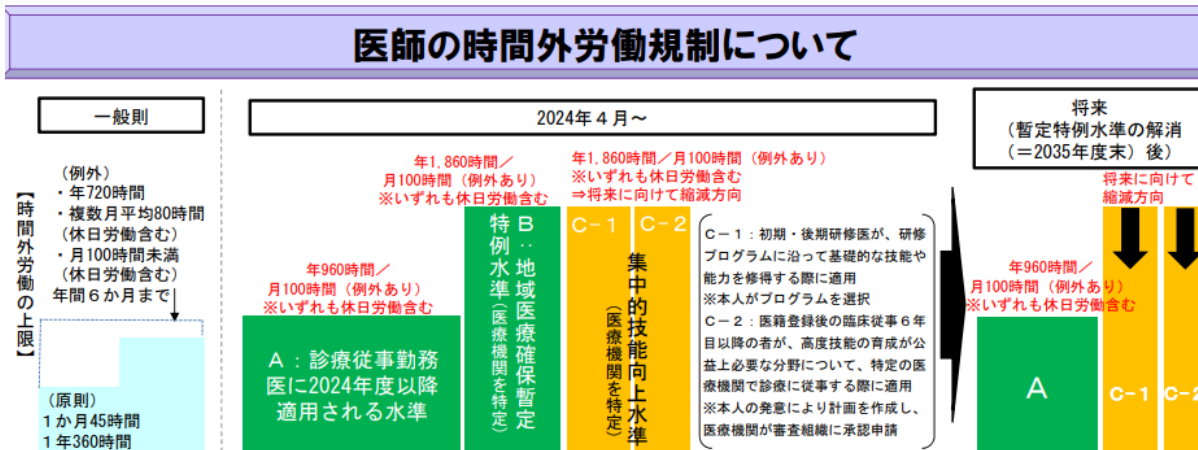 医師の時間外労働規制について
一般則
【時間外労働の上限】
(例外)
・年720時間
・複数月平均80時間
(休日労働含む)
・月100時間未満
(休日労働含む)
年間6か月まで
(原則)
1か月45時間
1年360時間
2024年4月～
年960時間/
月100時間(例外あり)
※いずれも休日労働含む
A:診療従事勤務
医に2024年度以降
適用される水準
年1,860時間/
月100時間(例外あり)
※いずれも休日労働含む
B:地域医療確保暫定
特例水準(医療機関を特定)
年1,860時間/月100時間(例外あり)
※いずれも休日労働含む
⇒将来に向けて縮減方向
C-1
C-2
集中的技能向上水準
(医療機関を特定)
C-1:初期・後期研修医が、研修
プログラムに沿って基礎的な技能や
能力を修得する際に適用
※本人がプログラムを選択
C-2:医籍登録後の臨床従事6年
目以降の者が、高度技能の育成が公
益上必要な分野について、特定の医
療機関で診療に従事する際に適用
※本人の発意により計画を作成し、
医療機関が審査組織に承認申請
将来
(暫定特例水準の解消
(=2035年度末)後)
将来に向けて
縮減方向
年960時間/
月100時間(例外あり)
※いずれも休日労働含む
A
C-1
C-2